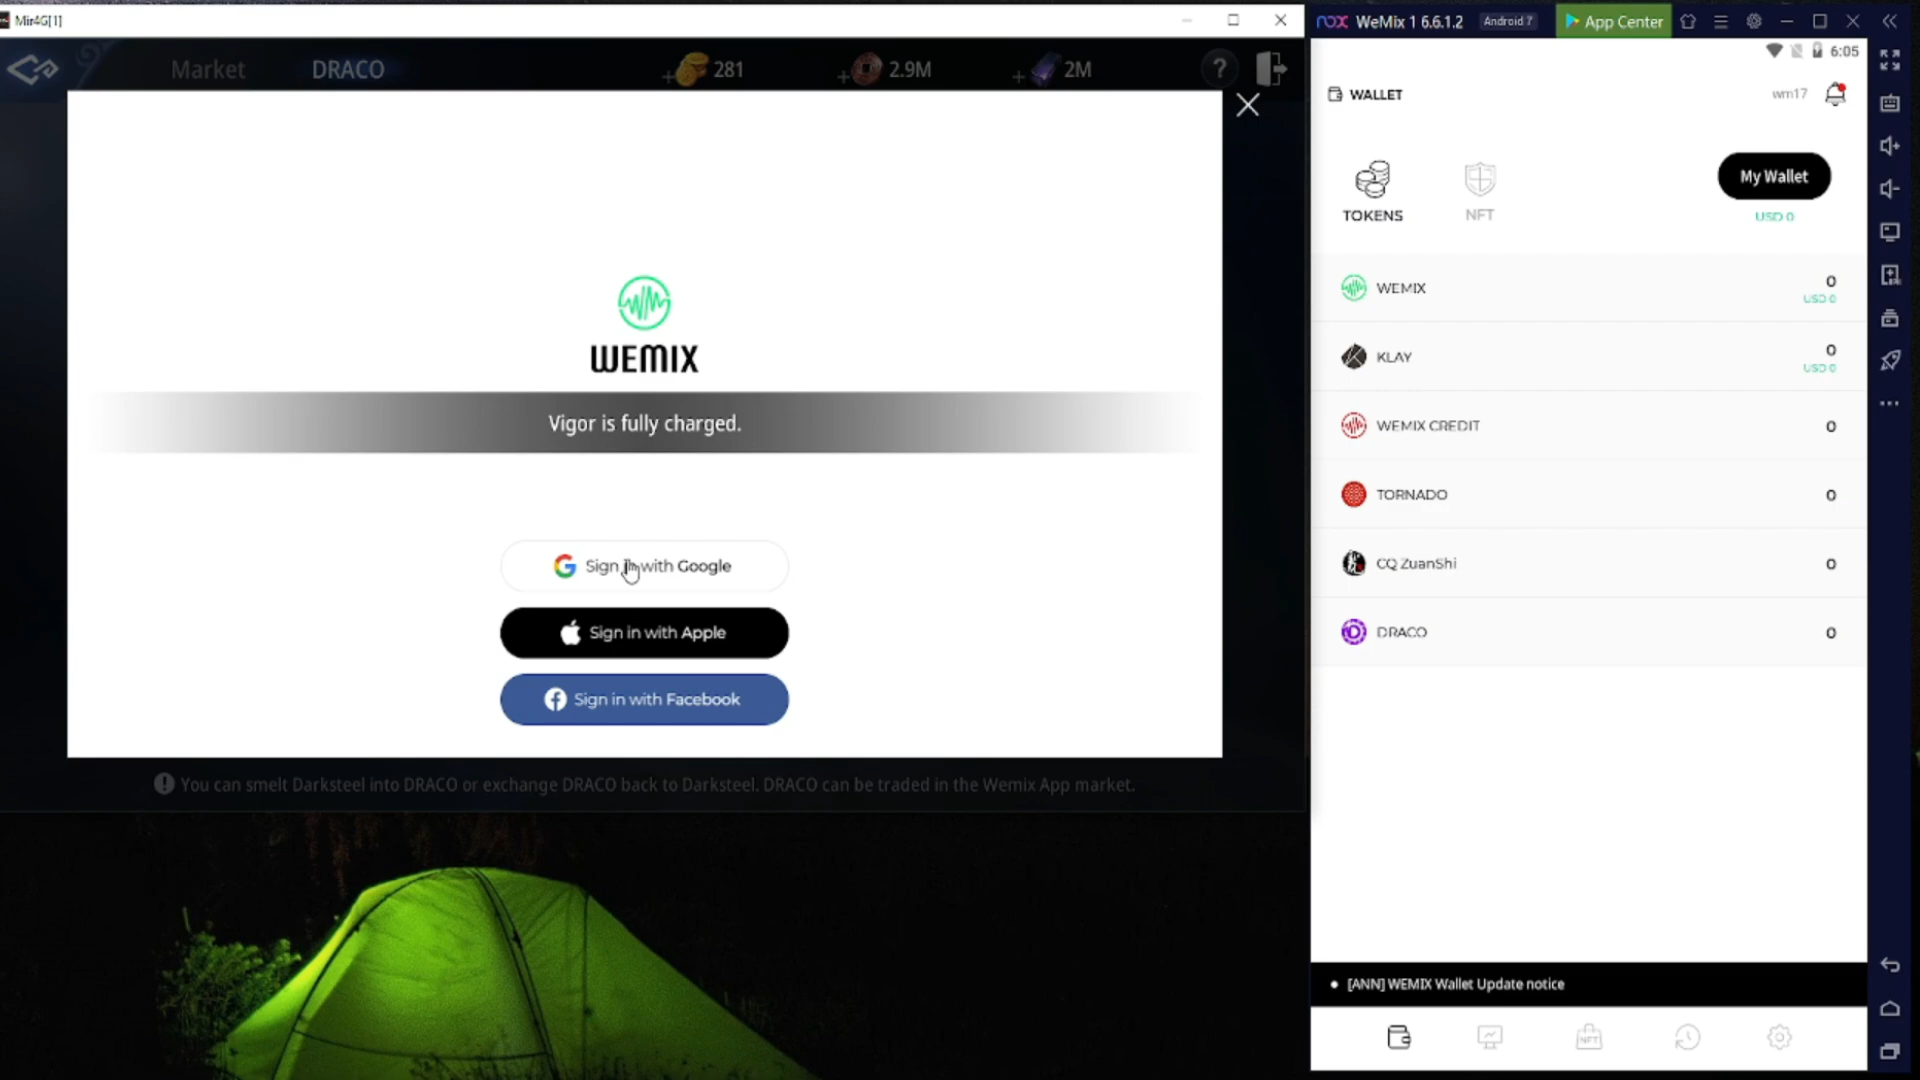 Mir4G[1]
Market
DRACO
281
2.9M
2M
?
WEMIX
Vigor is fully charged.
Sign in with Google
Sign in with Apple
Sign in with Facebook
You can smelt Darksteel into DRACO or exchange DRACO back to Darksteel. DRACO can be traded in the Wemix App market.
nox WeMix 1 6.6.1.2 Android 7 App Center
6:05
WALLET
wm17
TOKENS
NFT
My Wallet
USD 0
WEMIX
0
USD 0
KLAY
0
USD 0
WEMIX CREDIT
0
TORNADO
0
CQ ZuanShi
0
DRACO
0
[ANN] WEMIX Wallet Update notice
NFT